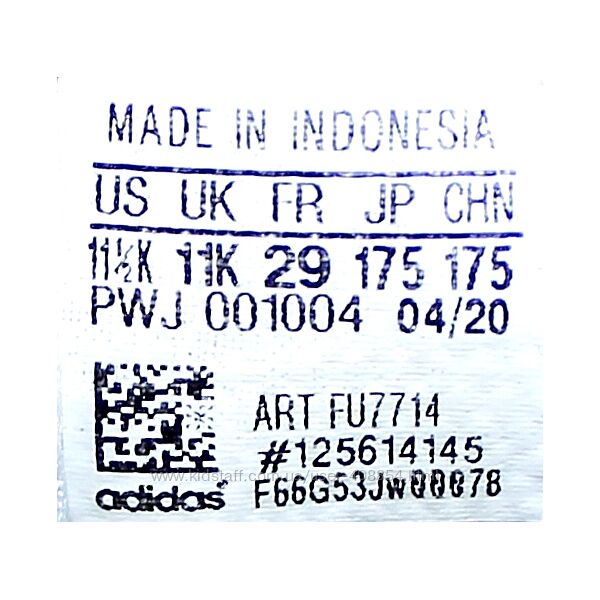 MADE IN INDONESIA
US UK FR JP CHN
11½K 11K 29 175 175
PWJ 001004 04/20
ART FU7714
#125614145
adidas F66G53JW00078